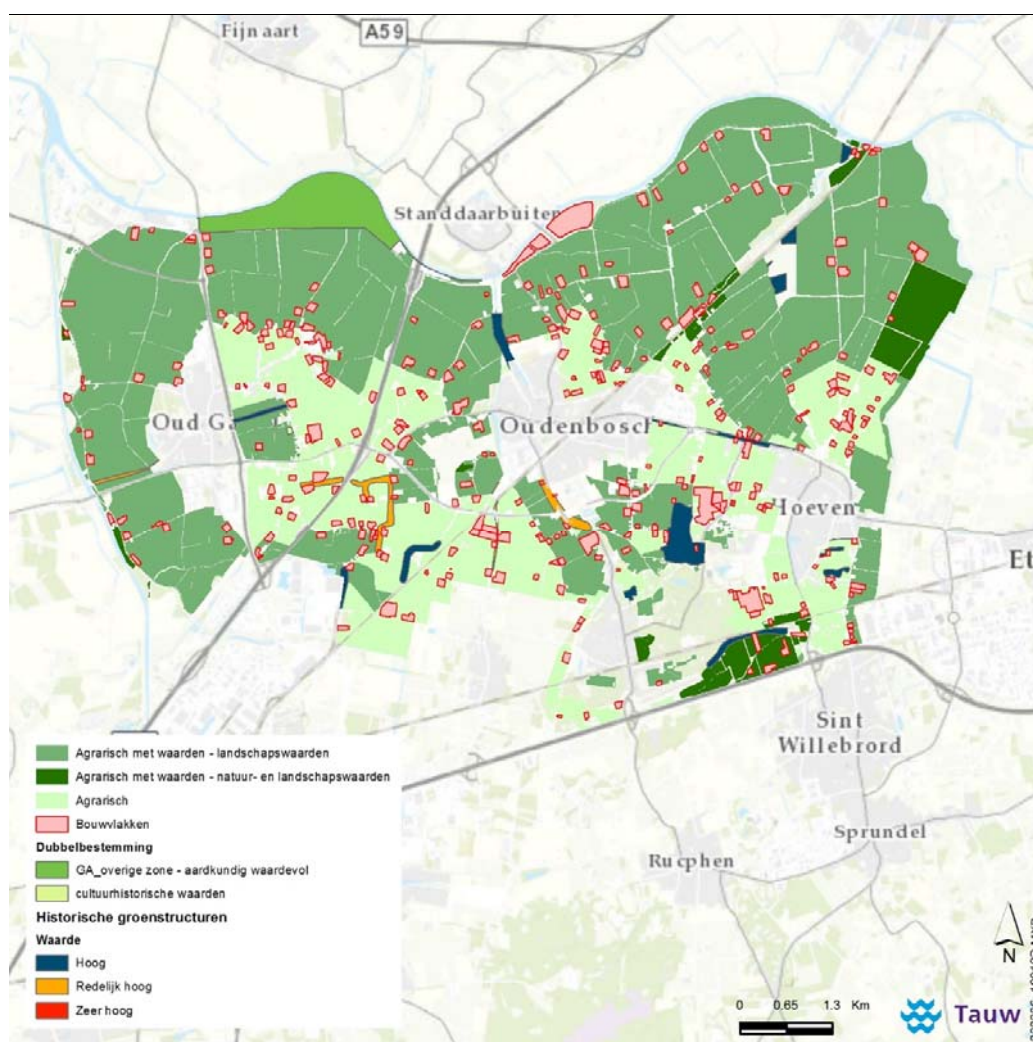 Fijnaart
A59
Standdaarbuiten
Oud Ga
Oudenbosch
Hoeven
Et
Sint
Willebrord
Sprundel
Rucphen
Agrarisch met waarden - landschapswaarden
Agrarisch met waarden - natuur- en landschapswaarden
Agrarisch
Bouwvlakken
Dubbelbestemming
GA_overige zone - aardkundig waardevol
cultuurhistorische waarden
Historische groenstructuren
Waarde
Hoog
Redelijk hoog
Zeer hoog
N
0 0.65 1.3 Km
Tauw